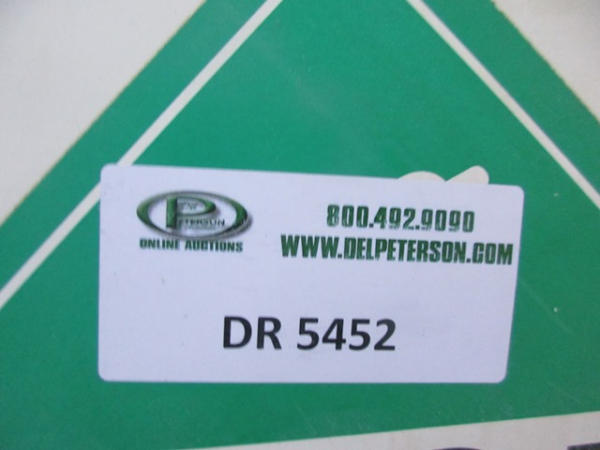 PETERSON
ONLINE AUCTIONS
800.492.9090
WWW.DELPETERSON.COM
DR 5452